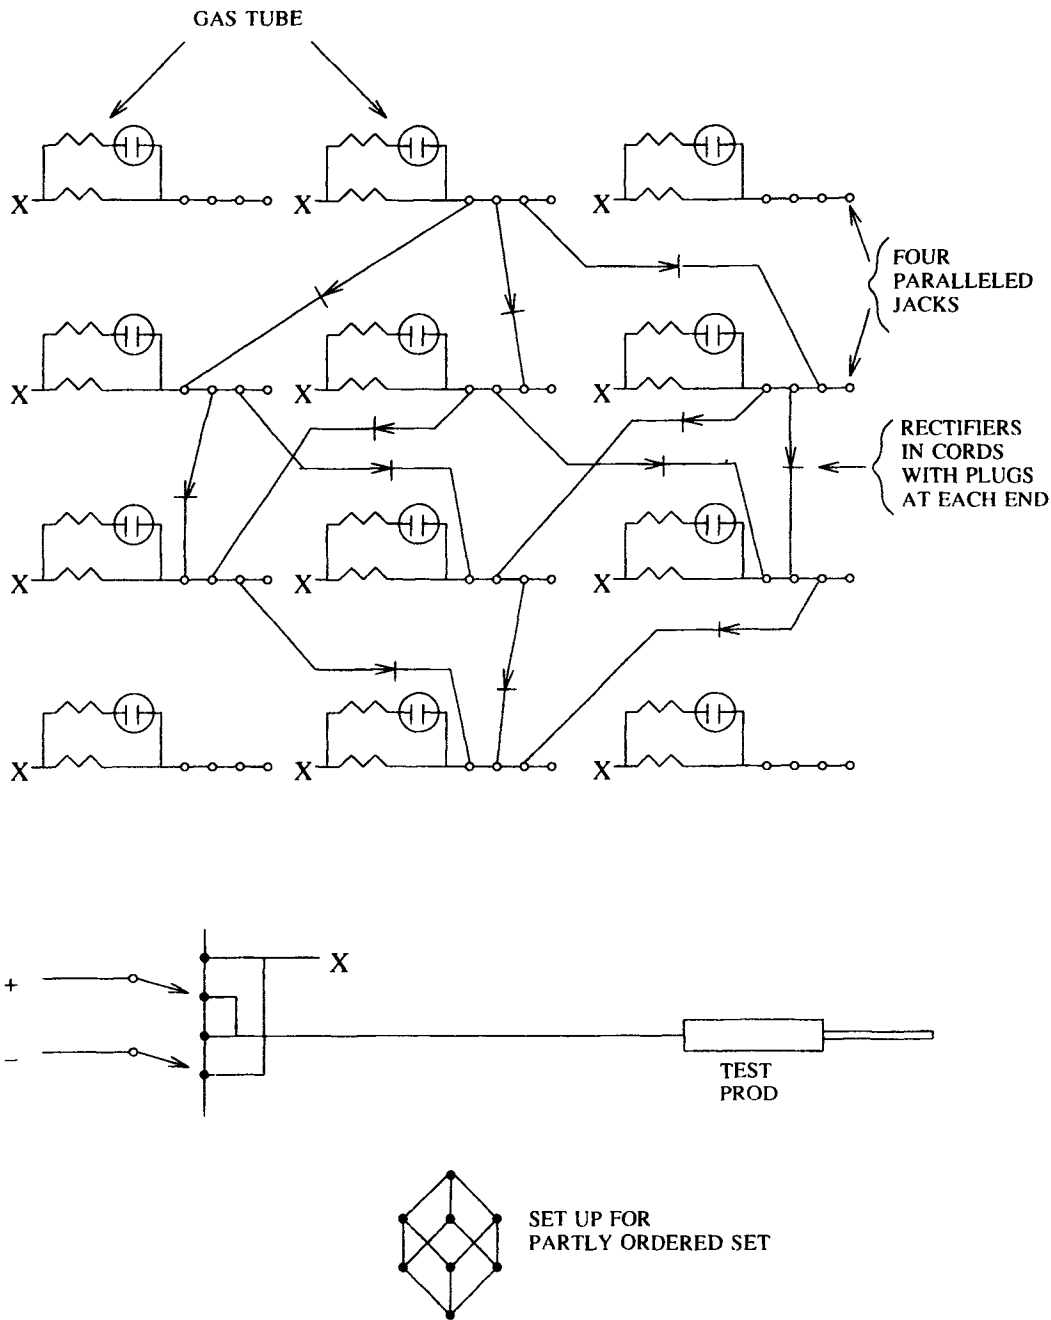 GAS TUBE
X X X
FOUR
PARALLELED
JACKS
X X X
RECTIFIERS
IN CORDS
WITH PLUGS
AT EACH END
X X X
X X X
X
+
−
TEST
PROD
SET UP FOR
PARTLY ORDERED SET